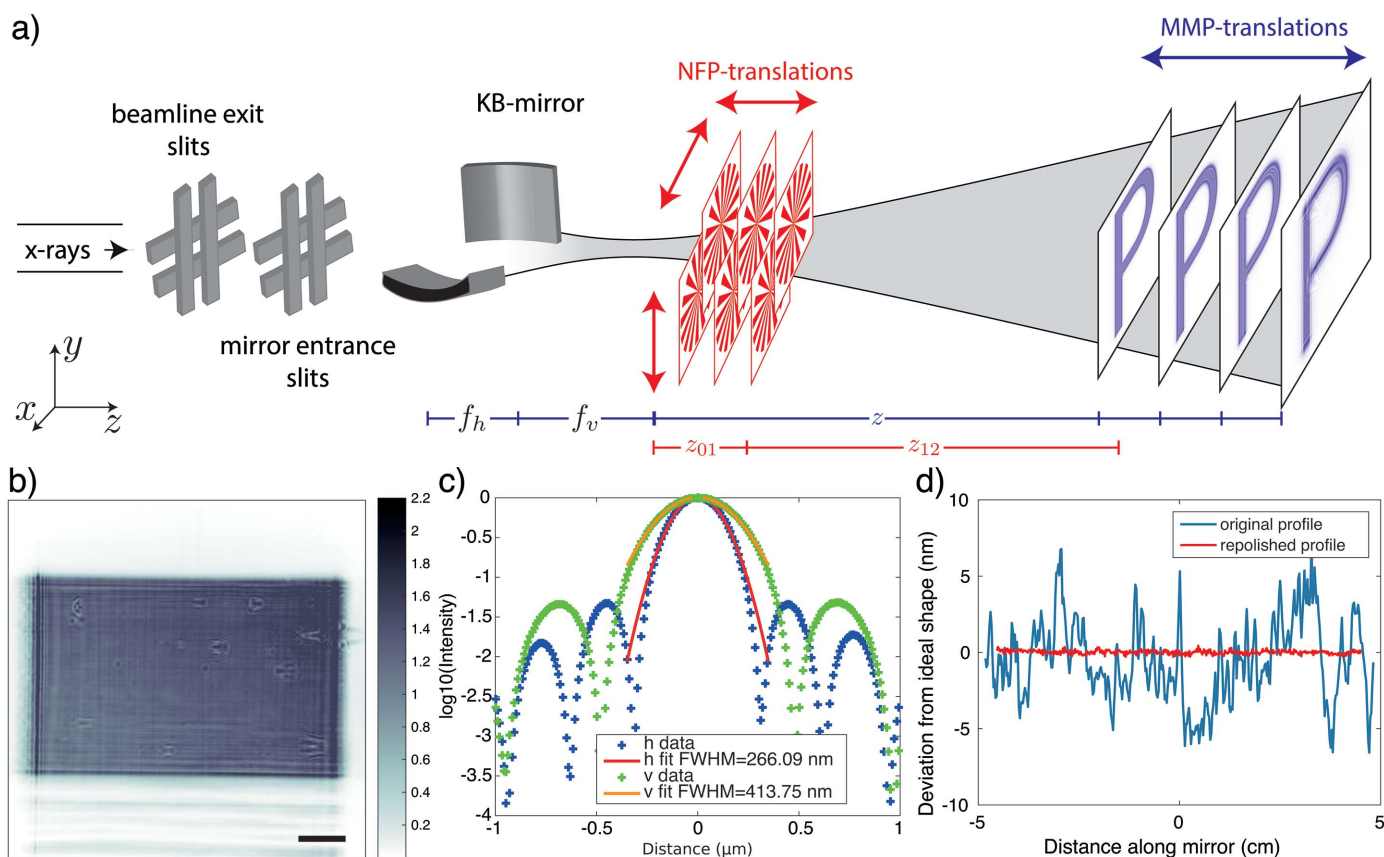 a)
MMP-translations
NFP-translations
KB-mirror
beamline exit
slits
x-rays
mirror entrance
slits
y
x
z
f_h
f_v
z
z_01
z_12
P
P
P
P
b)
2.2
2
1.8
1.6
1.4
1.2
1
0.8
0.6
0.4
0.2
c)
log10(Intensity)
0
-0.5
-1
-1.5
-2
-2.5
-3
-3.5
-4
h data
h fit FWHM=266.09 nm
v data
v fit FWHM=413.75 nm
-1
-0.5
0
0.5
1
Distance (μm)
d)
Deviation from ideal shape (nm)
10
5
0
-5
-10
original profile
repolished profile
-5
0
5
Distance along mirror (cm)